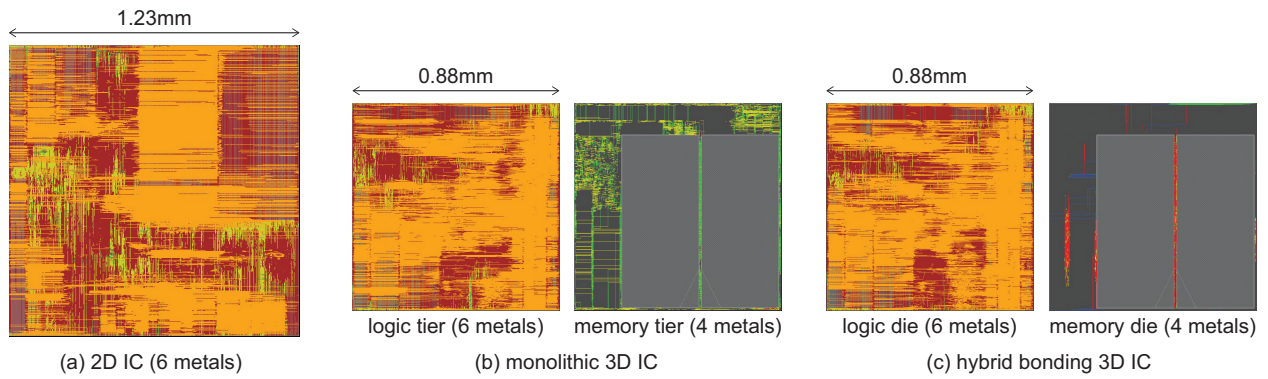 1.23mm
0.88mm
0.88mm
logic tier (6 metals)
memory tier (4 metals)
logic die (6 metals)
memory die (4 metals)
(a) 2D IC (6 metals)
(b) monolithic 3D IC
(c) hybrid bonding 3D IC